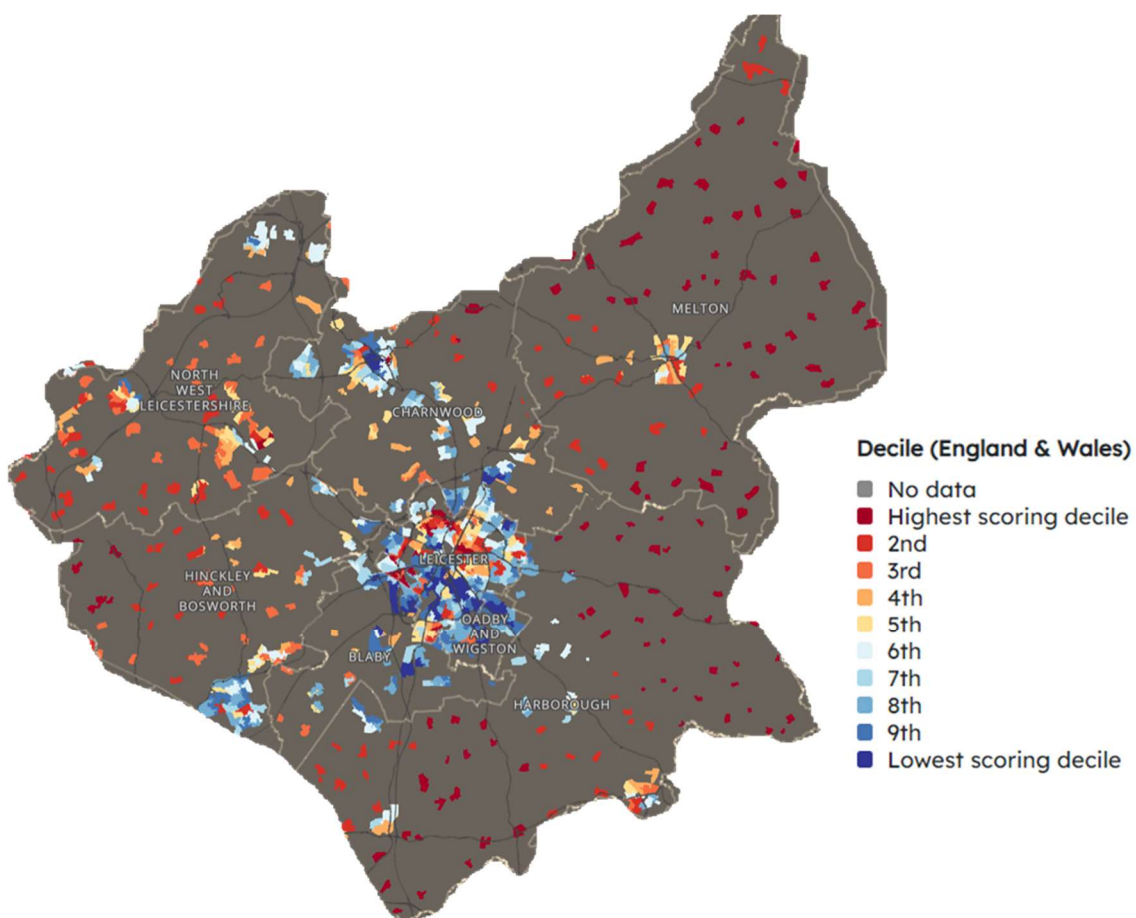 MELTON
NORTH
WEST
LEICESTERSHIRE
CHARNWOOD
LEICESTER
HINCKLEY
AND
BOSWORTH
OADBY
AND
WIGSTON
BLABY
HARBOROUGH
Decile (England & Wales)
No data
Highest scoring decile
2nd
3rd
4th
5th
6th
7th
8th
9th
Lowest scoring decile